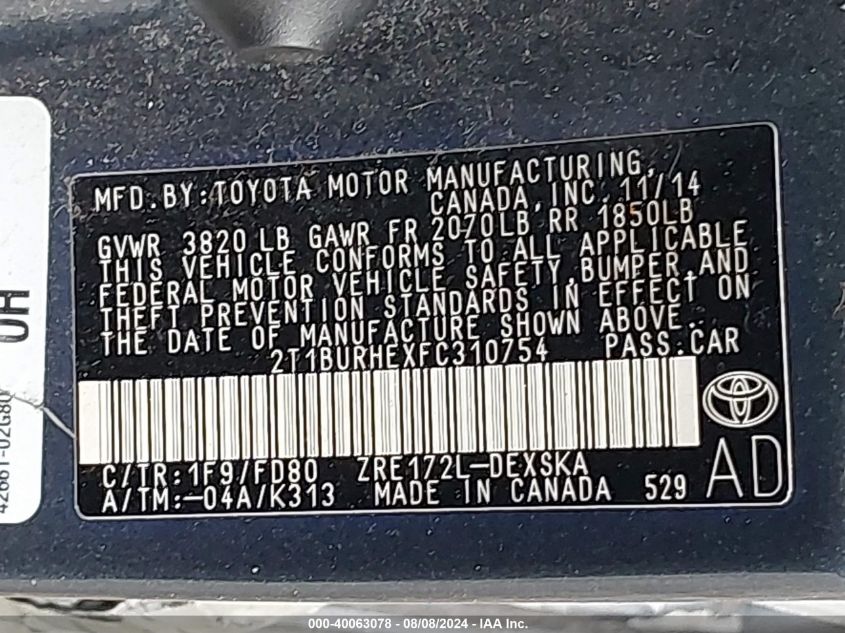 MFD.BY:TOYOTA MOTOR MANUFACTURING,
CANADA,INC. 11/14
GVWR 3820 LB GAWR FR 2070LB RR 1850LB
THIS VEHICLE CONFORMS TO ALL APPLICABLE
FEDERAL MOTOR VEHICLE SAFETY,BUMPER,AND
THEFT PREVENTION STANDARDS IN EFFECT ON
THE DATE OF MANUFACTURE SHOWN ABOVE.
2T1BURHEXFC310754 PASS.CAR
C/TR:1F9/FD80 ZRE172L-DEXSKA
A/TM:-04A/K313 MADE IN CANADA 529
AD
000-40063078 - 08/08/2024 - IAA Inc.